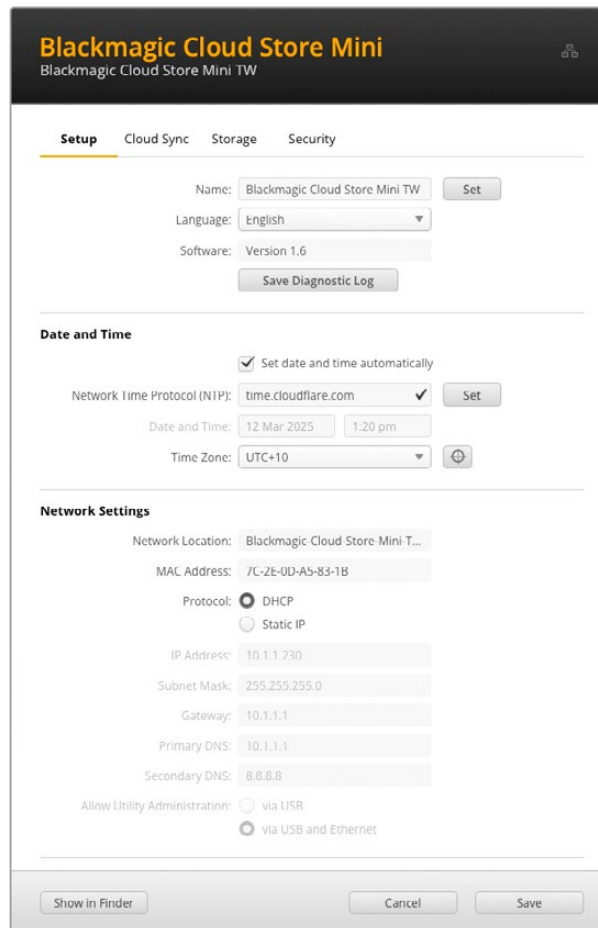 Blackmagic Cloud Store Mini
Blackmagic Cloud Store Mini TW
Setup Cloud Sync Storage Security
Name: Blackmagic Cloud Store Mini TW Set
Language: English
Software: Version 1.6
Save Diagnostic Log
Date and Time
Set date and time automatically
Network Time Protocol (NTP): time.cloudflare.com Set
Date and Time: 12 Mar 2025 1:20 pm
Time Zone: UTC+10
Network Settings
Network Location: Blackmagic-Cloud-Store-Mini-T...
MAC Address: 7C-2E-0D-A5-83-1B
Protocol: DHCP
Static IP
IP Address: 10.1.1.230
Subnet Mask: 255.255.255.0
Gateway: 10.1.1.1
Primary DNS: 10.1.1.1
Secondary DNS: 8.8.8.8
Allow Utility Administration: via USB
via USB and Ethernet
Show in Finder Cancel Save